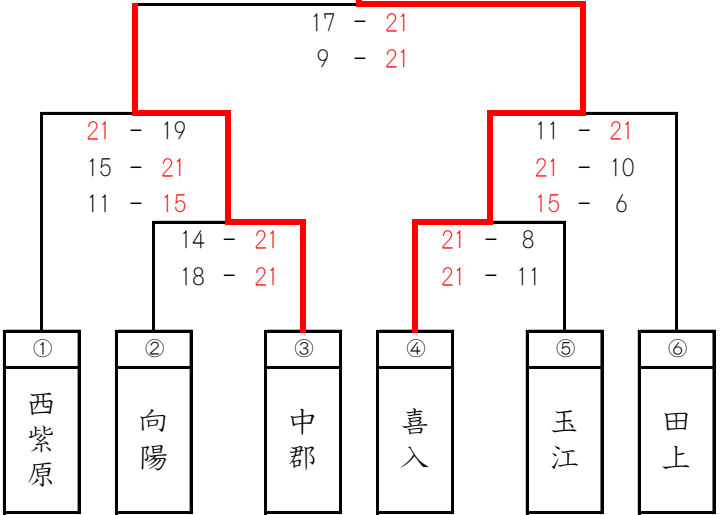 17 - 21
9 - 21
21 - 19
15 - 21
11 - 15
11 - 21
21 - 10
15 - 6
14 - 21
18 - 21
21 - 8
21 - 11
① ② ③ ④ ⑤ ⑥
西紫原
向陽
中郡
喜入
玉江
田上